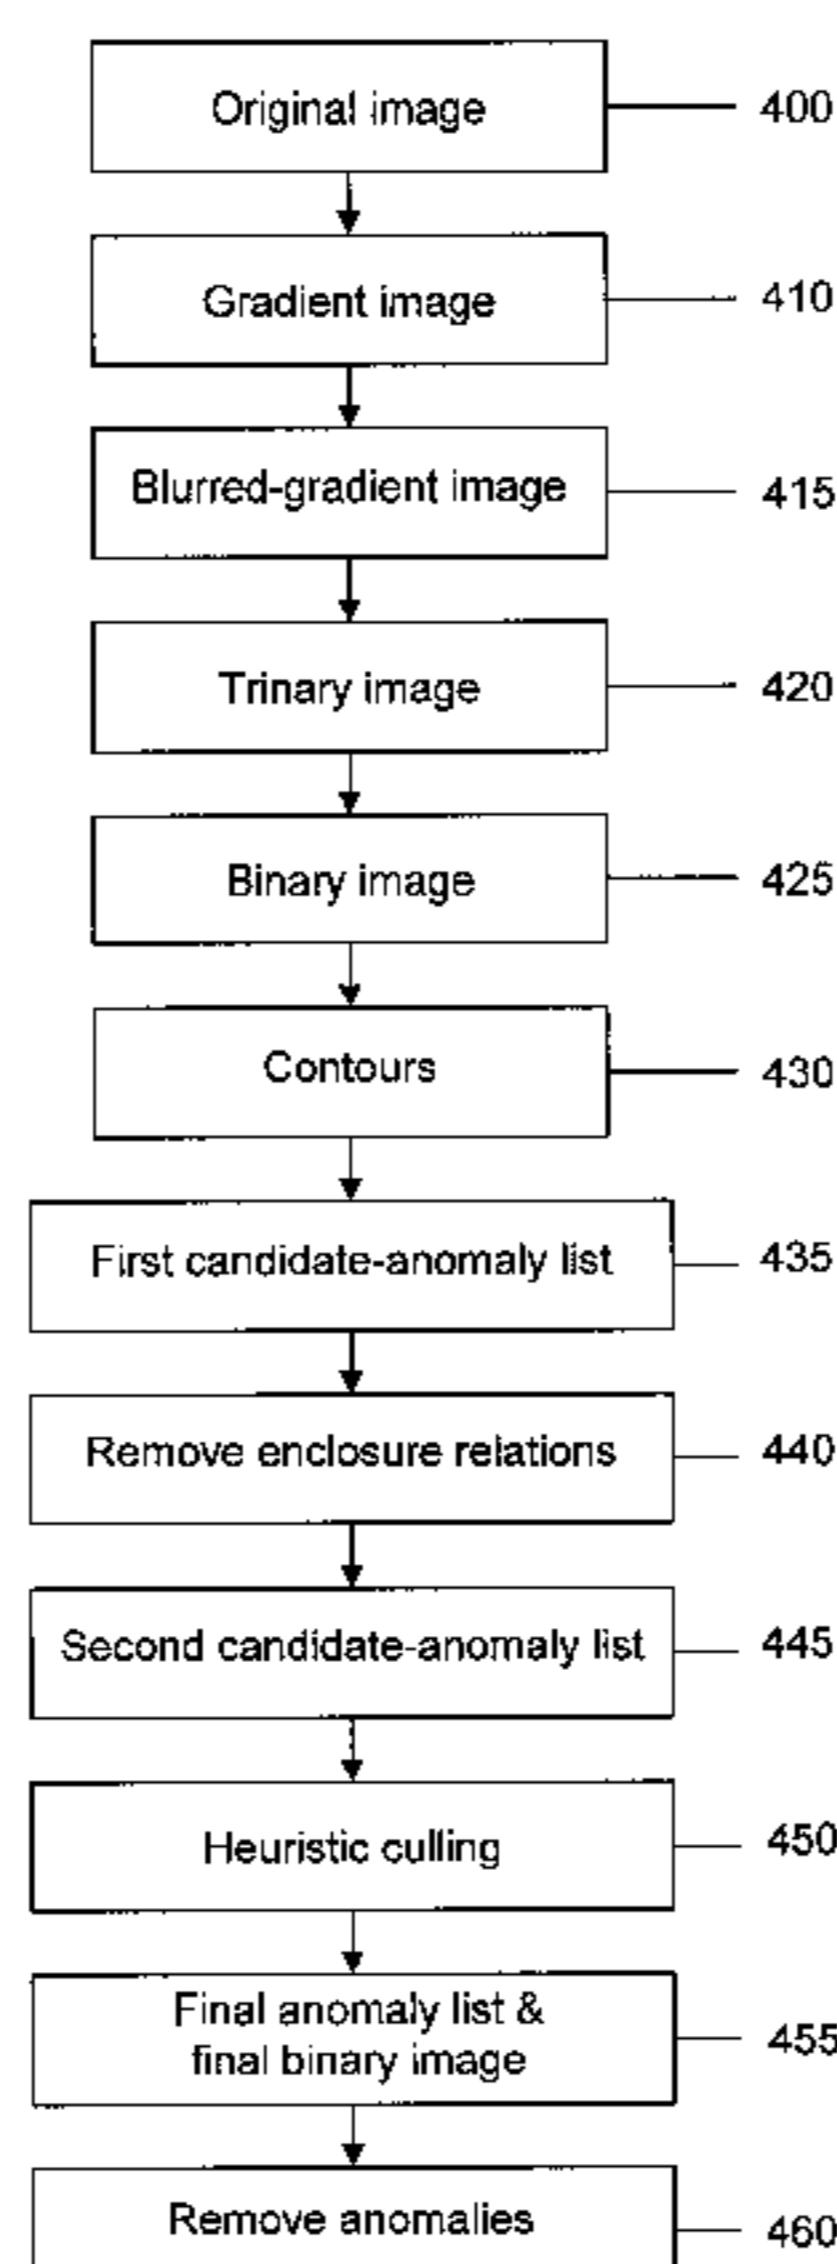 Original image 400
Gradient image 410
Blurred-gradient image 415
Trinary image 420
Binary image 425
Contours 430
First candidate-anomaly list 435
Remove enclosure relations 440
Second candidate-anomaly list 445
Heuristic culling 450
Final anomaly list &
final binary image 455
Remove anomalies 460